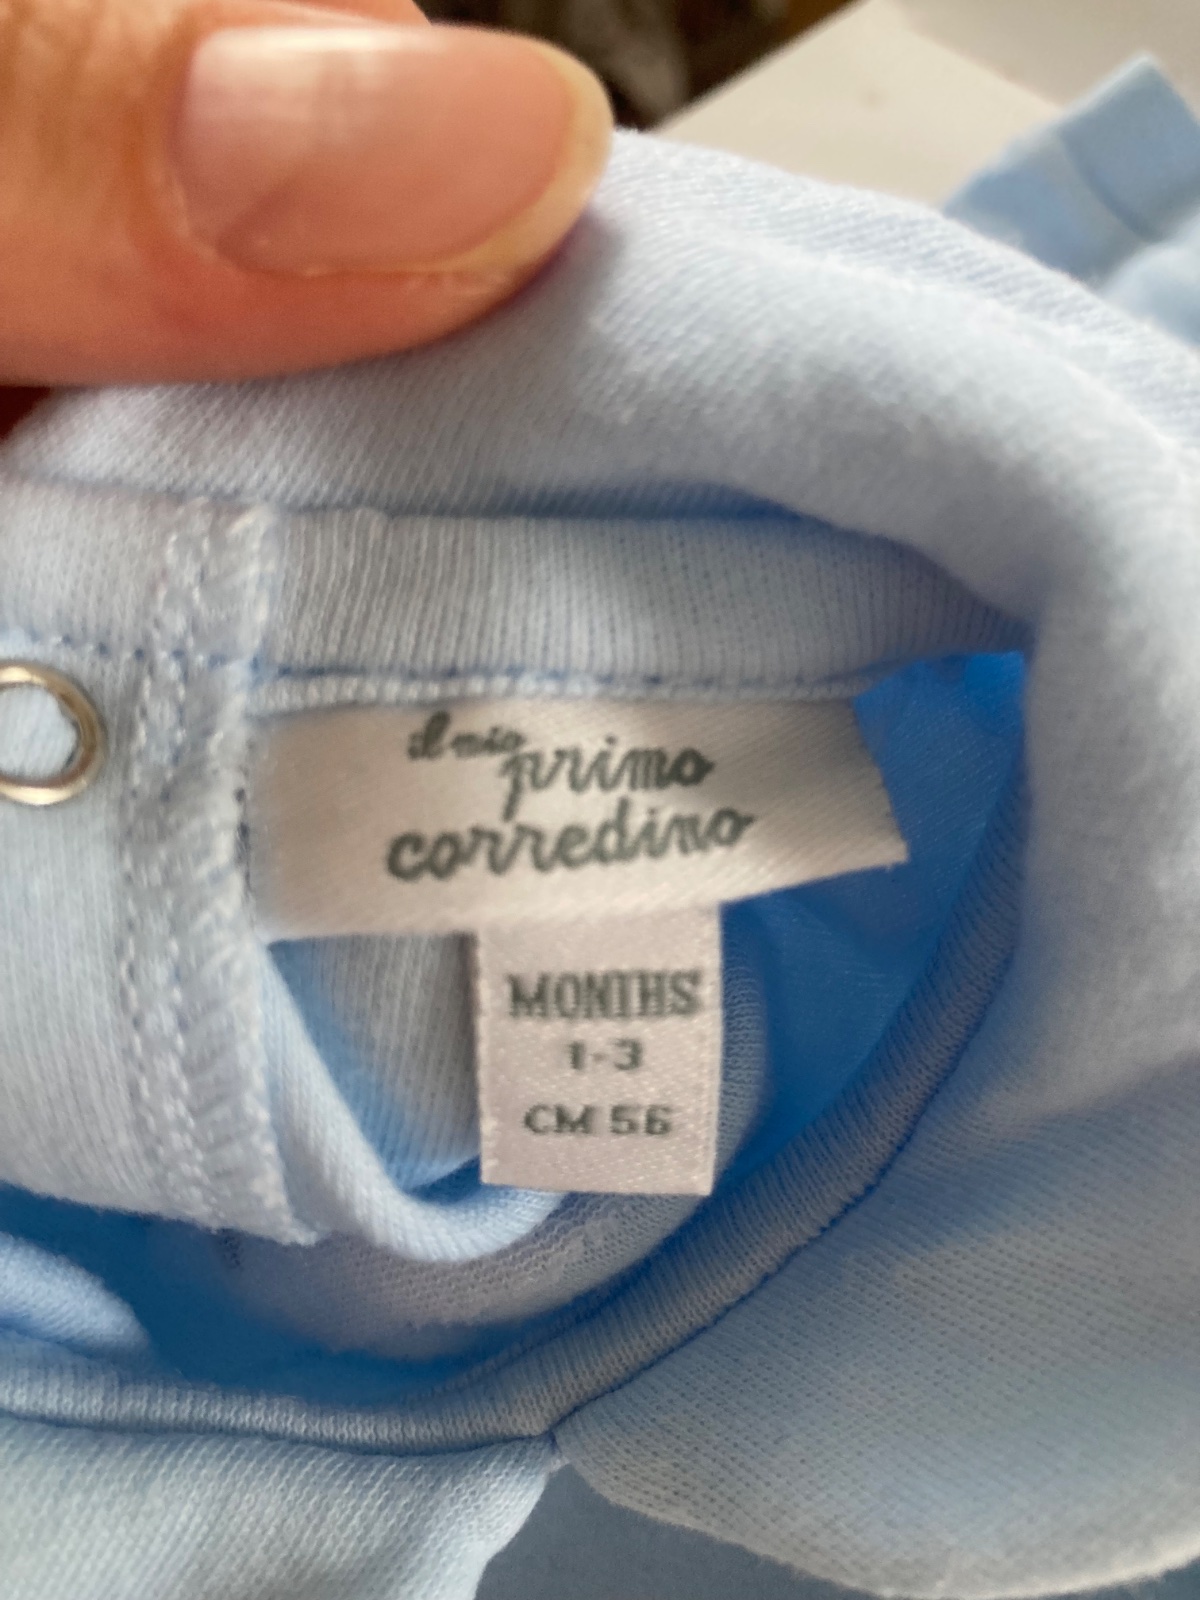 il mio
primo
corredino
MONTHS
1-3
CM 56